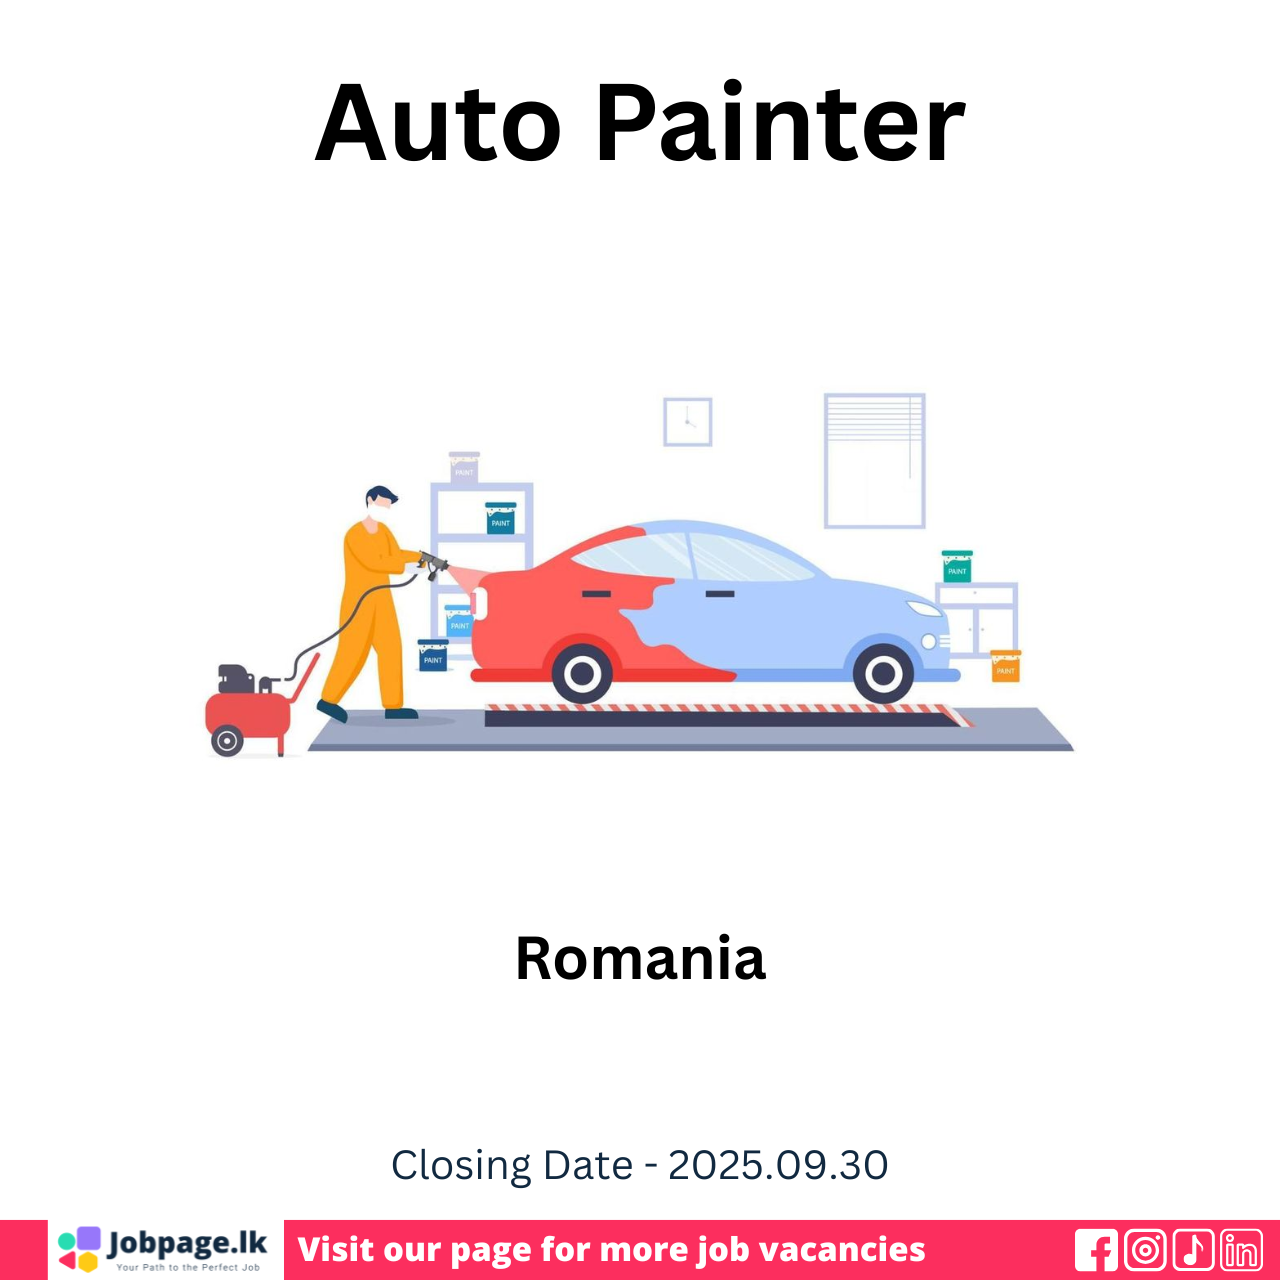 Auto Painter
PAINT
PAINT
PAINT
PAINT
PAINT
PAINT
Romania
Closing Date - 2025.09.30
Jobpage.lk
Your Path to the Perfect Job
Visit our page for more job vacancies
in